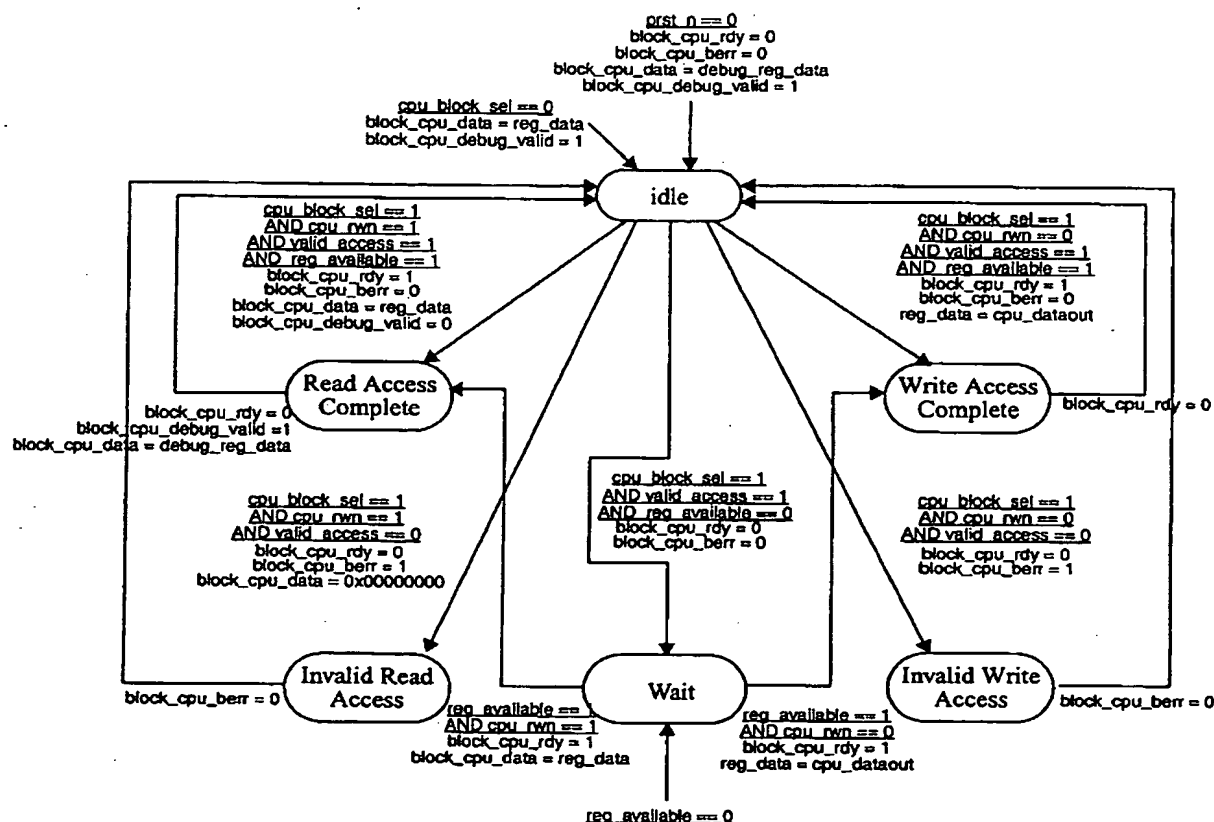 prst_n == 0
block_cpu_rdy = 0
block_cpu_berr = 0
block_cpu_data = debug_reg_data
block_cpu_debug_valid = 1
cpu_block_sel == 0
block_cpu_data = reg_data
block_cpu_debug_valid = 1
idle
cpu_block_sel == 1
AND cpu_rwn == 1
AND valid_access == 1
AND reg_available == 1
block_cpu_rdy = 1
block_cpu_berr = 0
block_cpu_data = reg_data
block_cpu_debug_valid = 0
cpu_block_sel == 1
AND cpu_rwn == 0
AND valid_access == 1
AND reg_available == 1
block_cpu_rdy = 1
block_cpu_berr = 0
reg_data = cpu_dataout
Read Access
Complete
Write Access
Complete
block_cpu_rdy = 0
block_cpu_debug_valid =1
block_cpu_data = debug_reg_data
block_cpu_rdy = 0
cpu_block_sel == 1
AND cpu_rwn == 1
AND valid_access == 0
block_cpu_rdy = 0
block_cpu_berr = 1
block_cpu_data = 0x00000000
cpu_block_sel == 1
AND valid_access == 1
AND reg_available == 0
block_cpu_rdy = 0
block_cpu_berr = 0
cpu_block_sel == 1
AND cpu_rwn == 0
AND valid_access == 0
block_cpu_rdy = 0
block_cpu_berr = 1
Invalid Read
Access
Wait
Invalid Write
Access
block_cpu_berr = 0
block_cpu_berr = 0
reg_available == 1
AND cpu_rwn == 1
block_cpu_rdy = 1
block_cpu_data = reg_data
reg_available == 1
AND cpu_rwn == 0
block_cpu_rdy = 1
reg_data = cpu_dataout
reg_available == 0